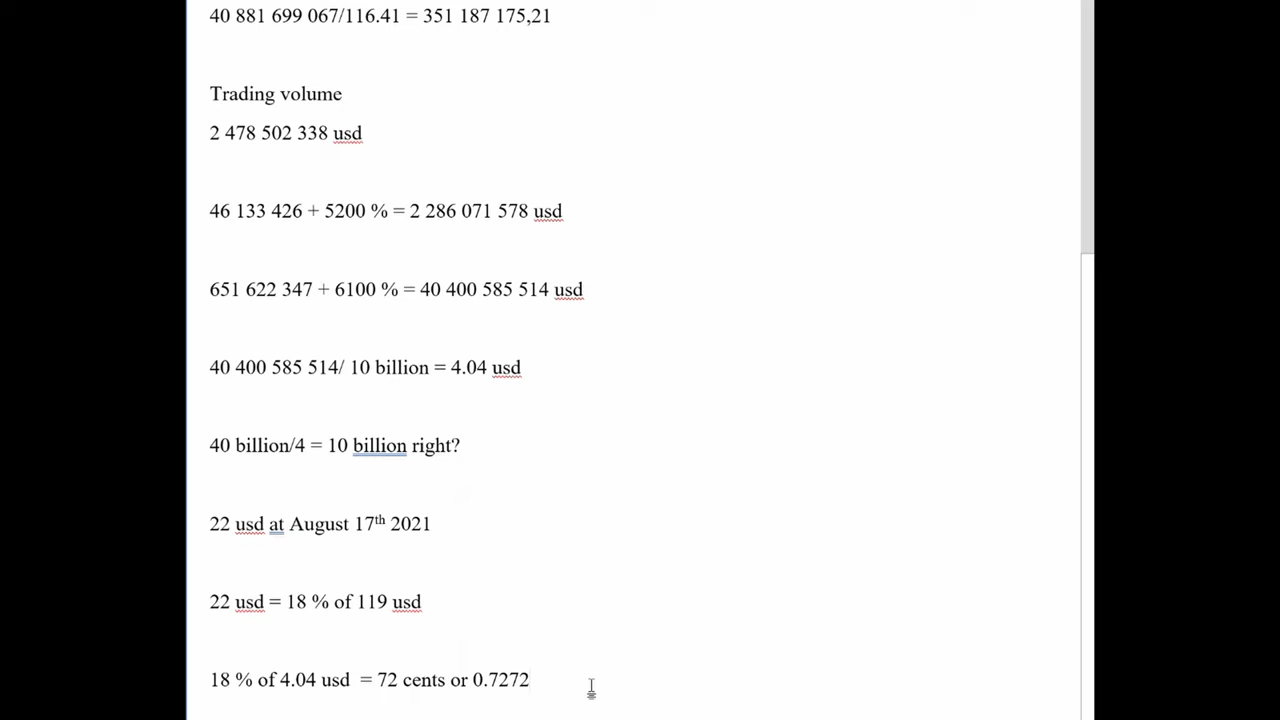 40 881 699 067/116.41 = 351 187 175,21
Trading volume
2 478 502 338 usd
46 133 426 + 5200 % = 2 286 071 578 usd
651 622 347 + 6100 % = 40 400 585 514 usd
40 400 585 514/ 10 billion = 4.04 usd
40 billion/4 = 10 billion right?
22 usd at August 17th 2021
22 usd = 18 % of 119 usd
18 % of 4.04 usd  = 72 cents or 0.7272